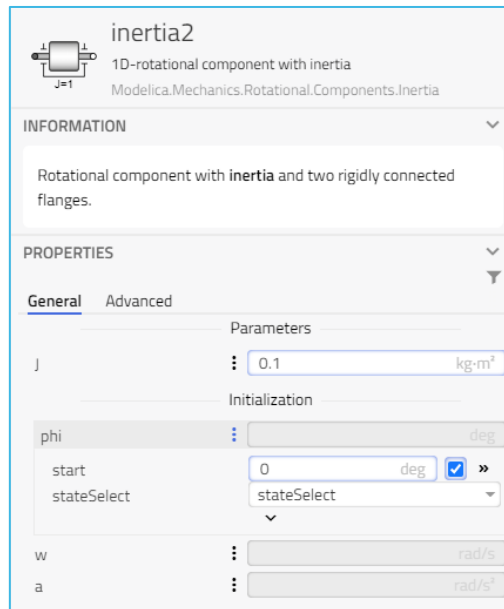 inertia2
1D-rotational component with inertia
J=1
Modelica.Mechanics.Rotational.Components.Inertia
INFORMATION
Rotational component with inertia and two rigidly connected
flanges.
PROPERTIES
General Advanced
Parameters
J 0.1 kg·m²
Initialization
phi deg
start 0 deg »
stateSelect stateSelect
w rad/s
a rad/s²